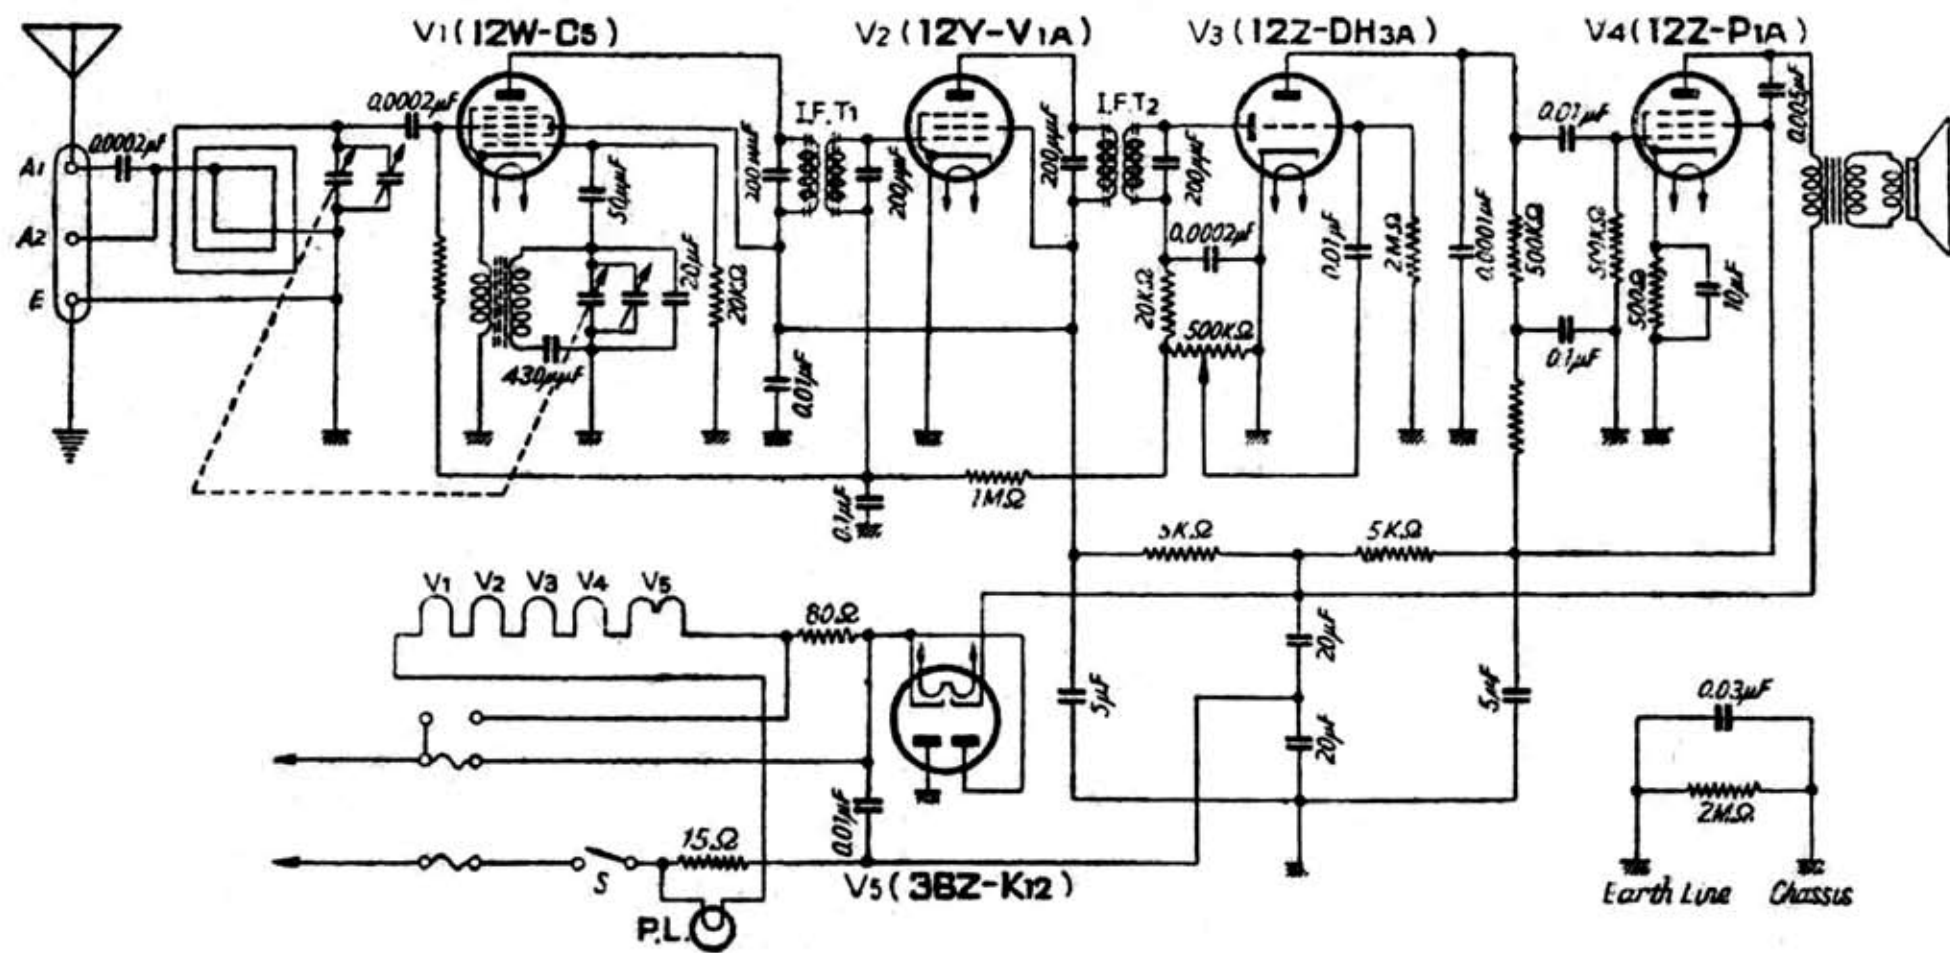 V1 (12W-C5)
V2 (12Y-V1A)
V3 (12Z-DH3A)
V4 (12Z-P1A)
0.0002μF
0.0002μF
A1
A2
E
50μμF
430μμF
20μF
20KΩ
200μμF
I.F.T1
200μμF
0.01μF
200μμF
I.F.T2
200μμF
0.0002μF
20KΩ
500KΩ
0.01μF
2MΩ
0.0001μF
0.01μF
500KΩ
500KΩ
0.1μF
500Ω
10μF
0.005μF
0.1μF
1MΩ
5KΩ
5KΩ
V1
V2
V3
V4
V5
80Ω
0.01μF
15Ω
S
P.L.
V5 (36Z-K12)
5μF
20μF
20μF
5μF
0.03μF
2MΩ
Earth Line
Chassis